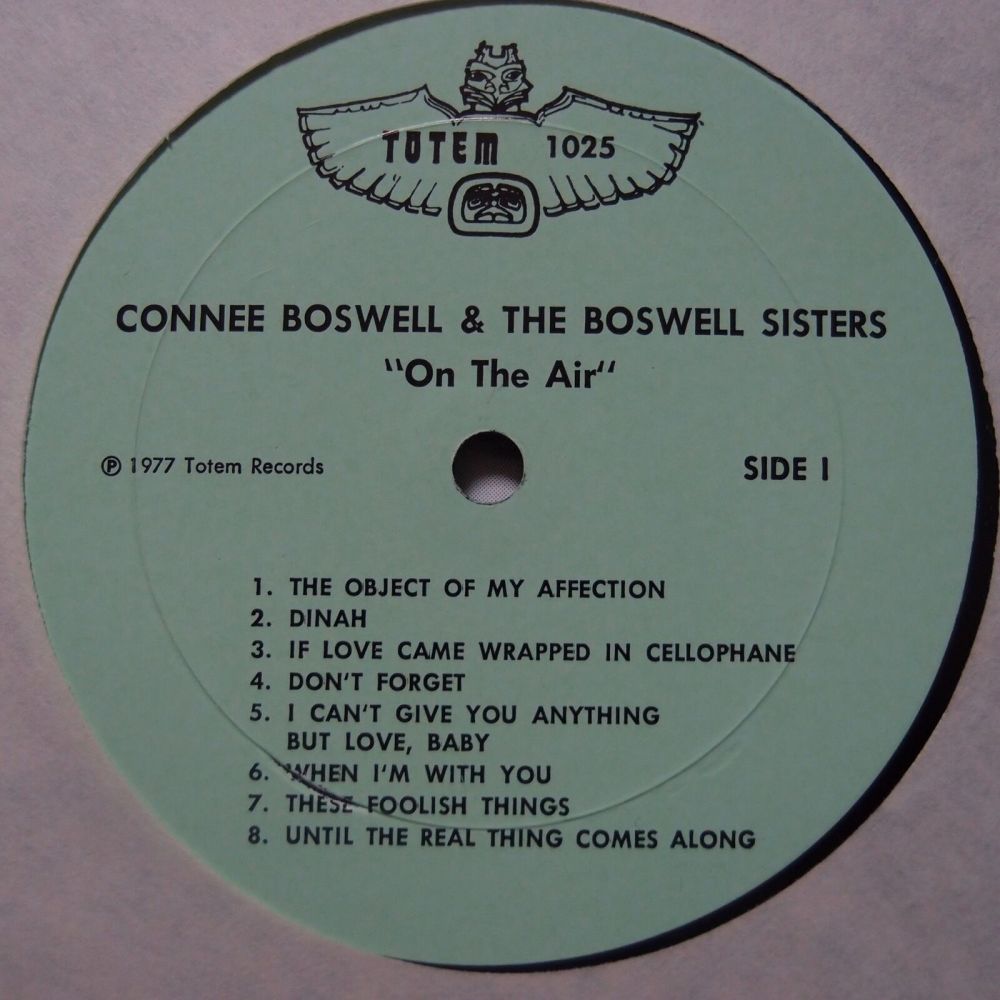 TOTEM 1025
CONNEE BOSWELL & THE BOSWELL SISTERS
"On The Air"
℗ 1977 Totem Records
SIDE 1
1. THE OBJECT OF MY AFFECTION
2. DINAH
3. IF LOVE CAME WRAPPED IN CELLOPHANE
4. DON'T FORGET
5. I CAN'T GIVE YOU ANYTHING
BUT LOVE, BABY
6. WHEN I'M WITH YOU
7. THESE FOOLISH THINGS
8. UNTIL THE REAL THING COMES ALONG